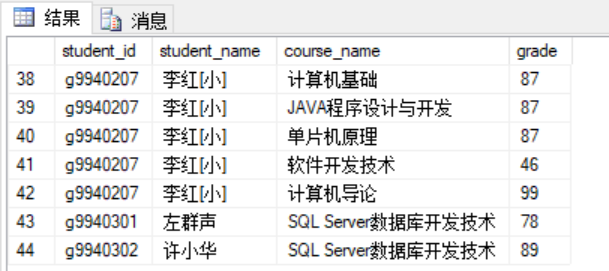 结果 消息
student_id student_name course_name grade
38 g9940207 李红[小] 计算机基础 87
39 g9940207 李红[小] JAVA程序设计与开发 87
40 g9940207 李红[小] 单片机原理 87
41 g9940207 李红[小] 软件开发技术 46
42 g9940207 李红[小] 计算机导论 99
43 g9940301 左群声 SQL Server数据库开发技术 78
44 g9940302 许小华 SQL Server数据库开发技术 89